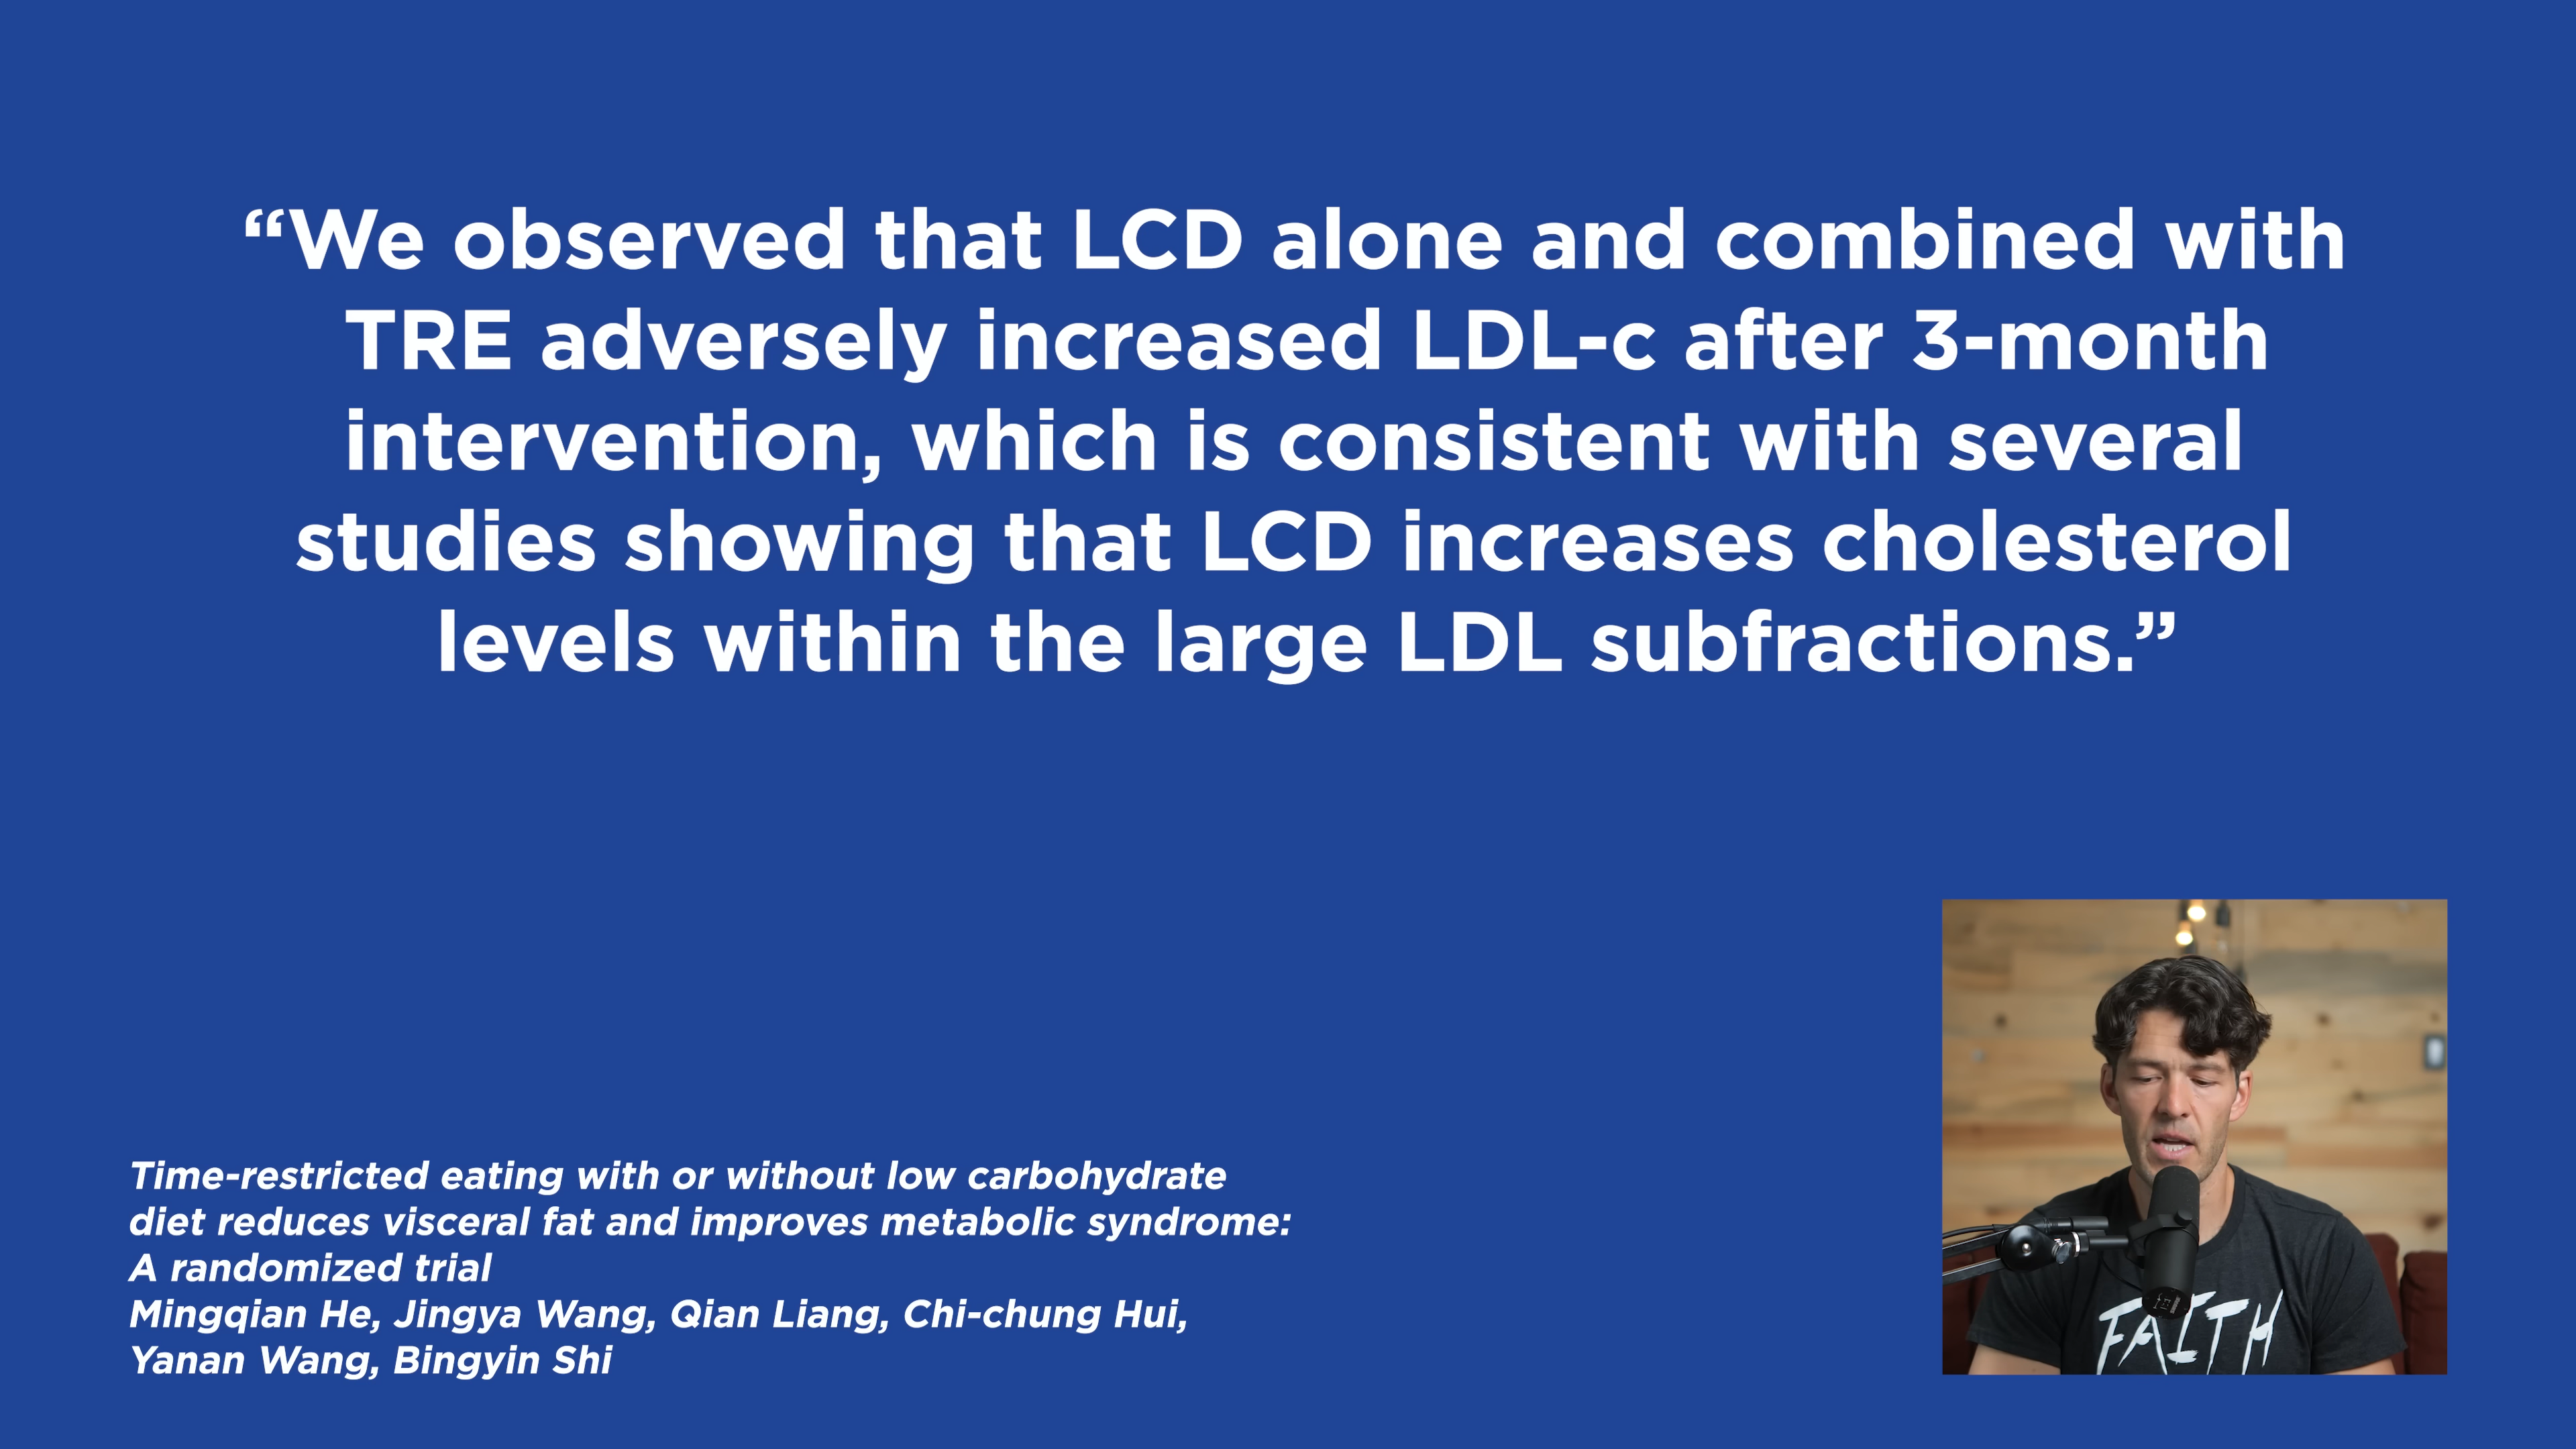 “We observed that LCD alone and combined with
TRE adversely increased LDL-c after 3-month
intervention, which is consistent with several
studies showing that LCD increases cholesterol
levels within the large LDL subfractions.”
Time-restricted eating with or without low carbohydrate
diet reduces visceral fat and improves metabolic syndrome:
A randomized trial
Mingqian He, Jingya Wang, Qian Liang, Chi-chung Hui,
Yanan Wang, Bingyin Shi
FAITH